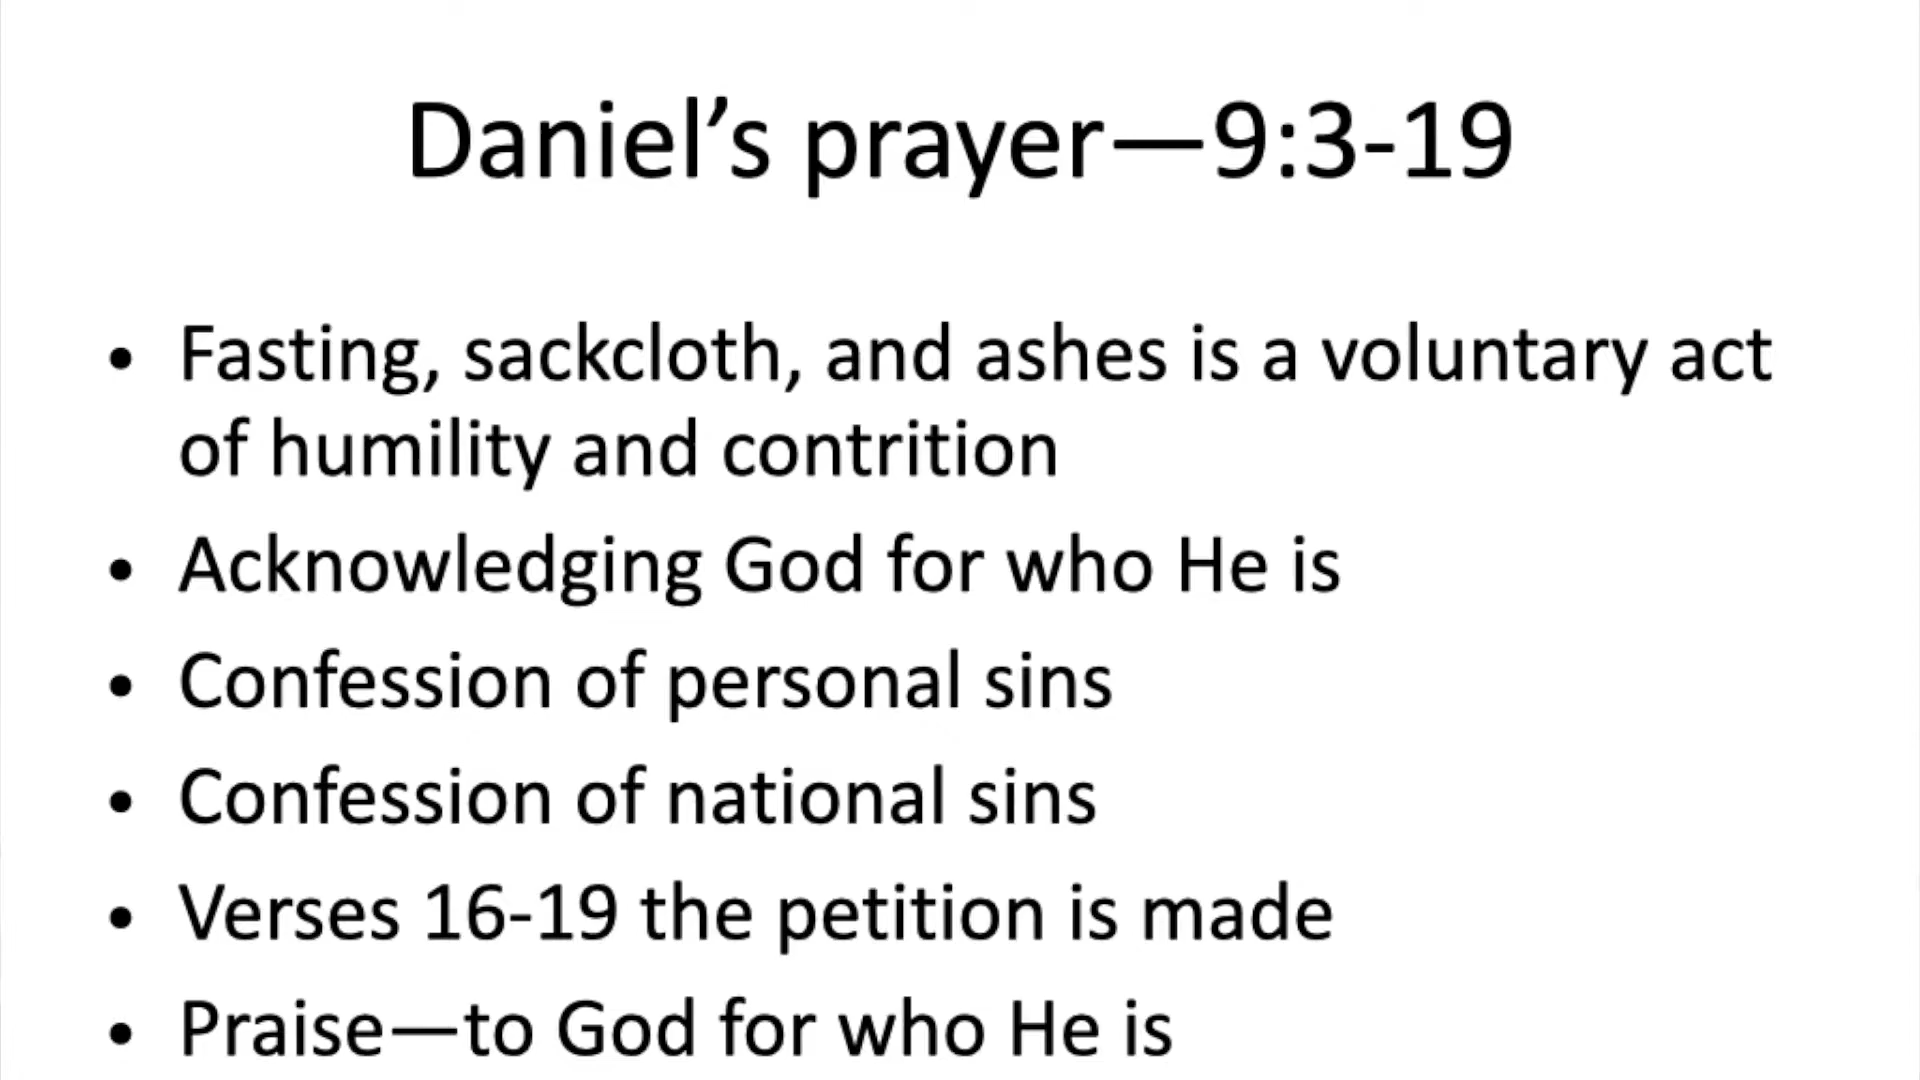 Daniel’s prayer—9:3-19
• Fasting, sackcloth, and ashes is a voluntary act
of humility and contrition
• Acknowledging God for who He is
• Confession of personal sins
• Confession of national sins
• Verses 16-19 the petition is made
• Praise—to God for who He is